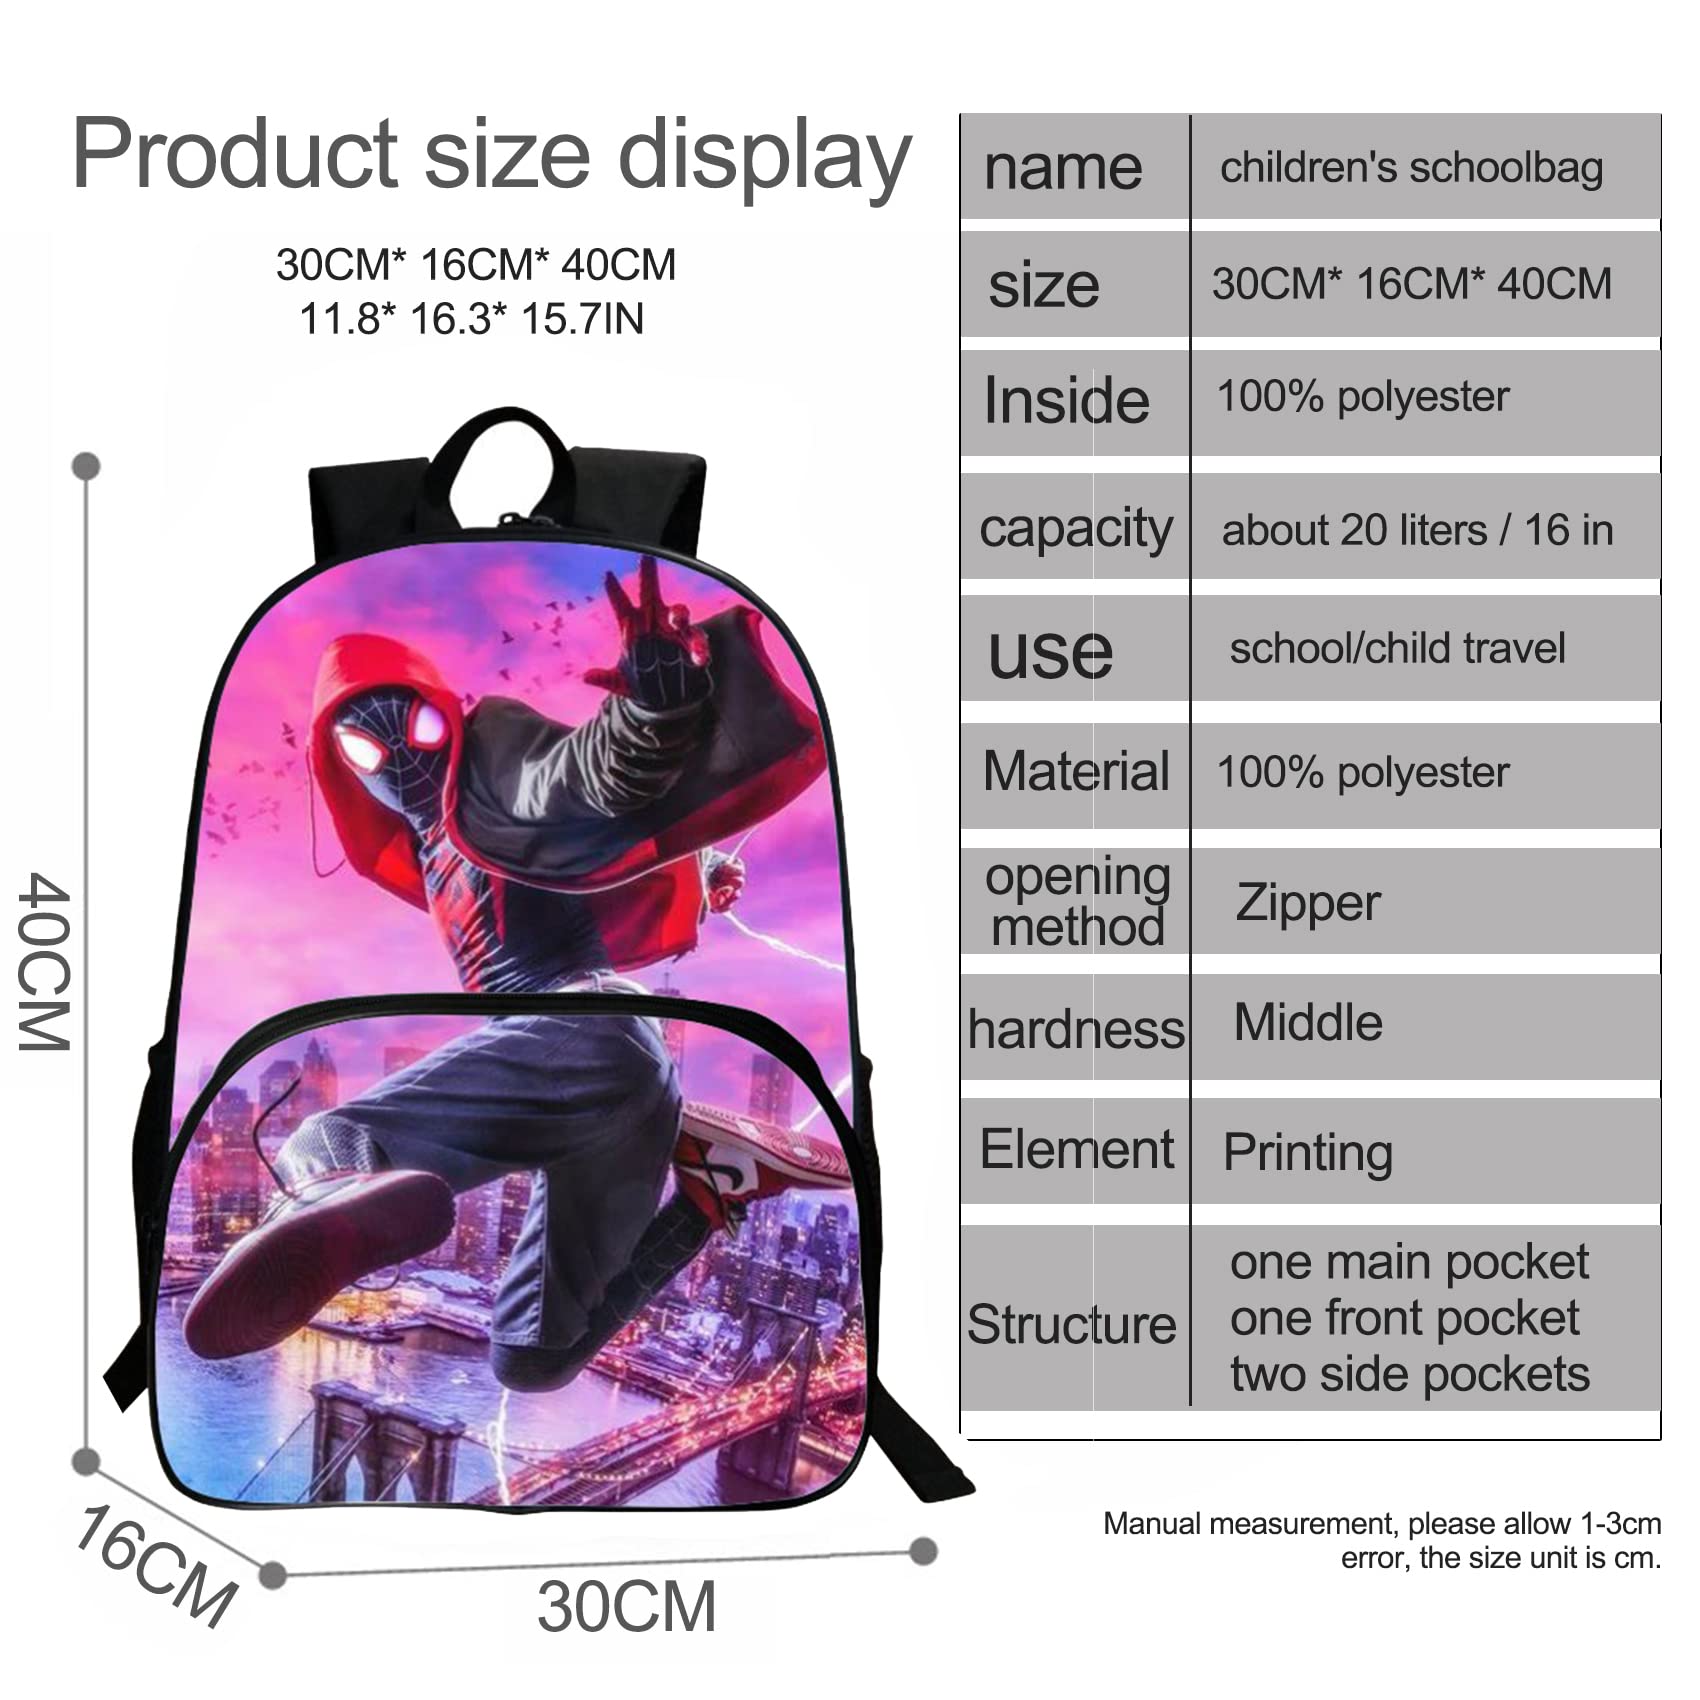 Product size display
30CM* 16CM* 40CM
11.8* 16.3* 15.7IN
40CM
16CM
30CM
name children's schoolbag
size 30CM* 16CM* 40CM
Inside 100% polyester
capacity about 20 liters / 16 in
use school/child travel
Material 100% polyester
opening
method Zipper
hardness Middle
Element Printing
Structure one main pocket
one front pocket
two side pockets
Manual measurement, please allow 1-3cm
error, the size unit is cm.